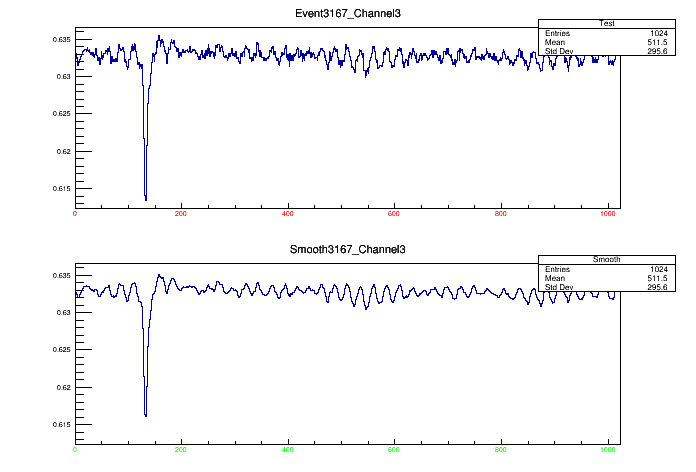 Event3167_Channel3
Test
Entries 1024
Mean 511.5
Std Dev 295.6
0.635
0.63
0.625
0.62
0.615
0 200 400 600 800 1000
Smooth3167_Channel3
Smooth
Entries 1024
Mean 511.5
Std Dev 295.6
0.635
0.63
0.625
0.62
0.615
0 200 400 600 800 1000